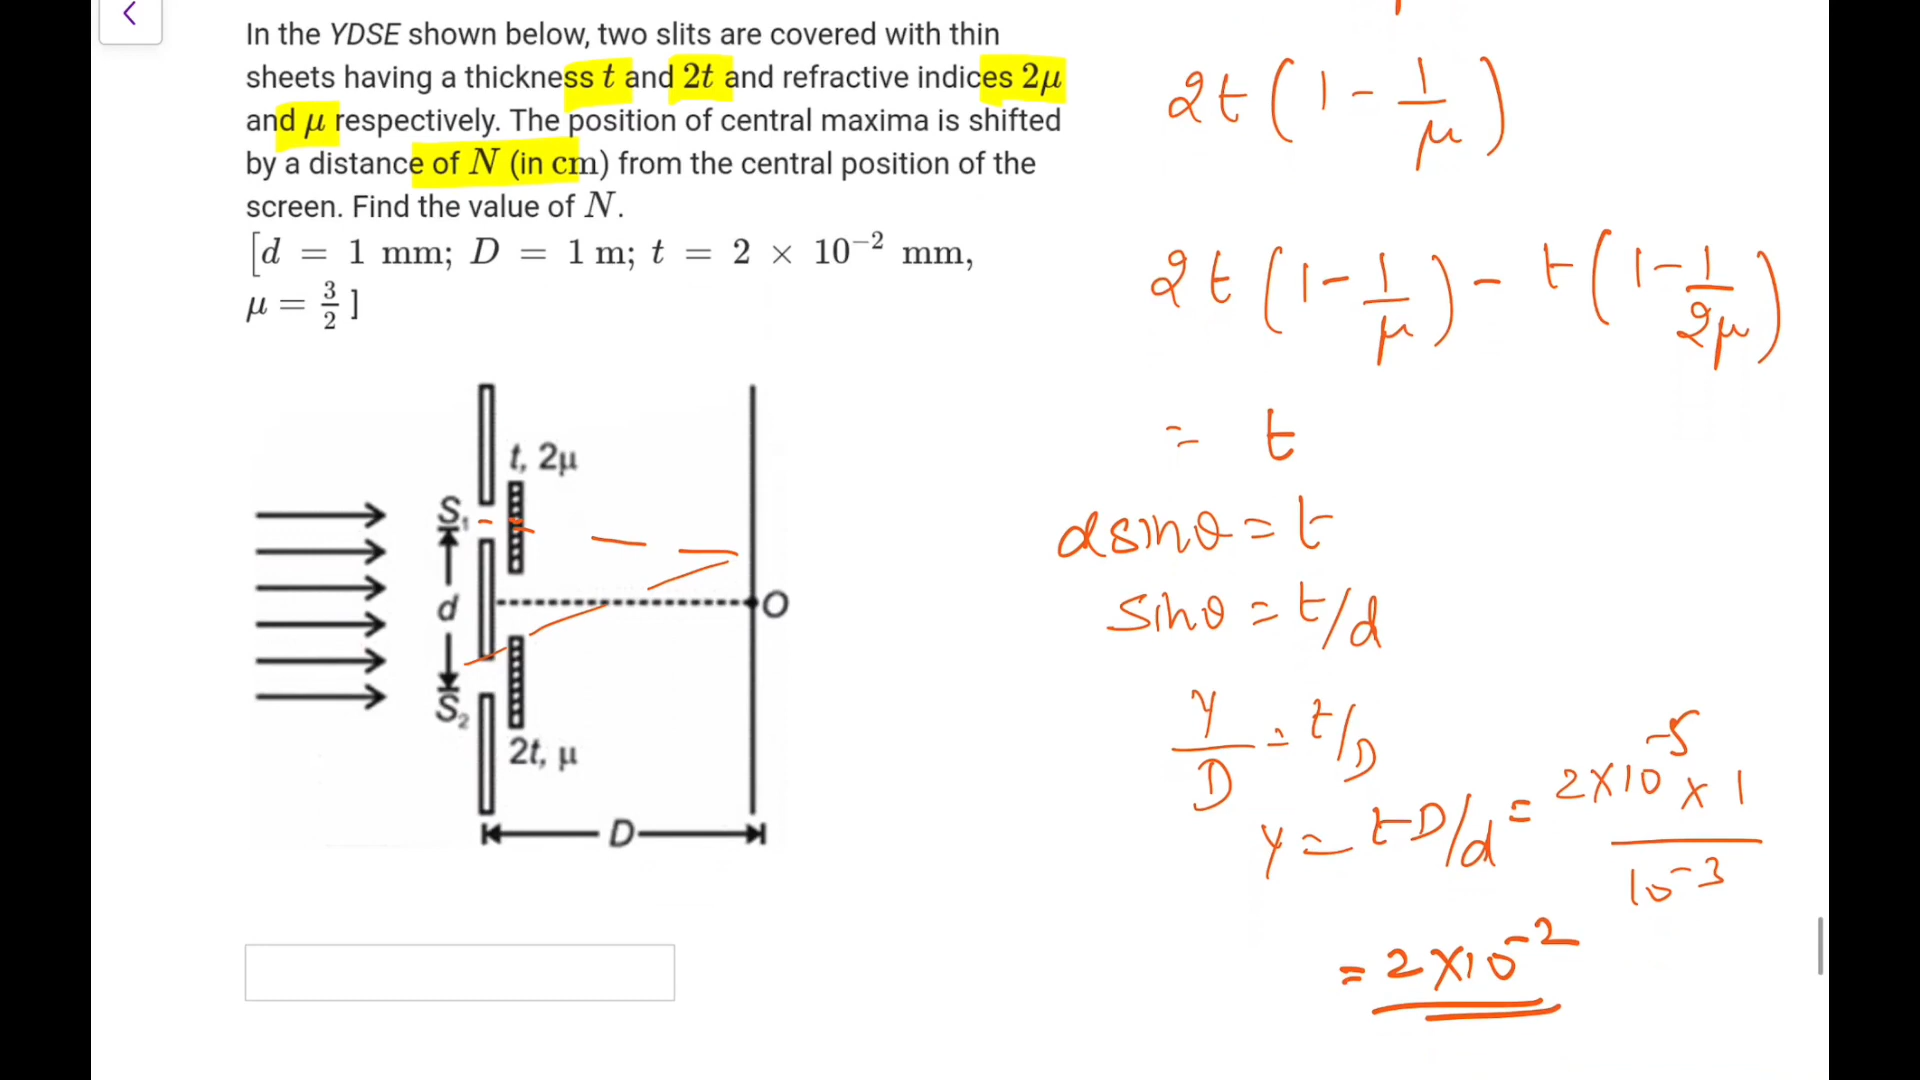 In the YDSE shown below, two slits are covered with thin
sheets having a thickness t and 2t and refractive indices 2μ
and μ respectively. The position of central maxima is shifted
by a distance of N (in cm) from the central position of the
screen. Find the value of N.
[d = 1 mm; D = 1 m; t = 2 × 10⁻² mm,
μ = 3/2 ]
t, 2μ
S₁
d
O
S₂
2t, μ
D
2t(1 - 1/μ)
2t(1 - 1/μ) - t(1 - 1/2μ)
= t
d sinθ = t
sinθ = t/d
y/D = t/D
y = tD/d = 2×10⁻⁵ × 1 / 10⁻³
= 2×10⁻²